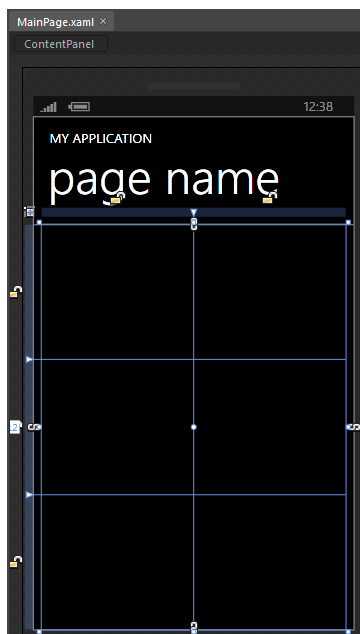 MainPage.xaml ×
ContentPanel
12:38
MY APPLICATION
page name